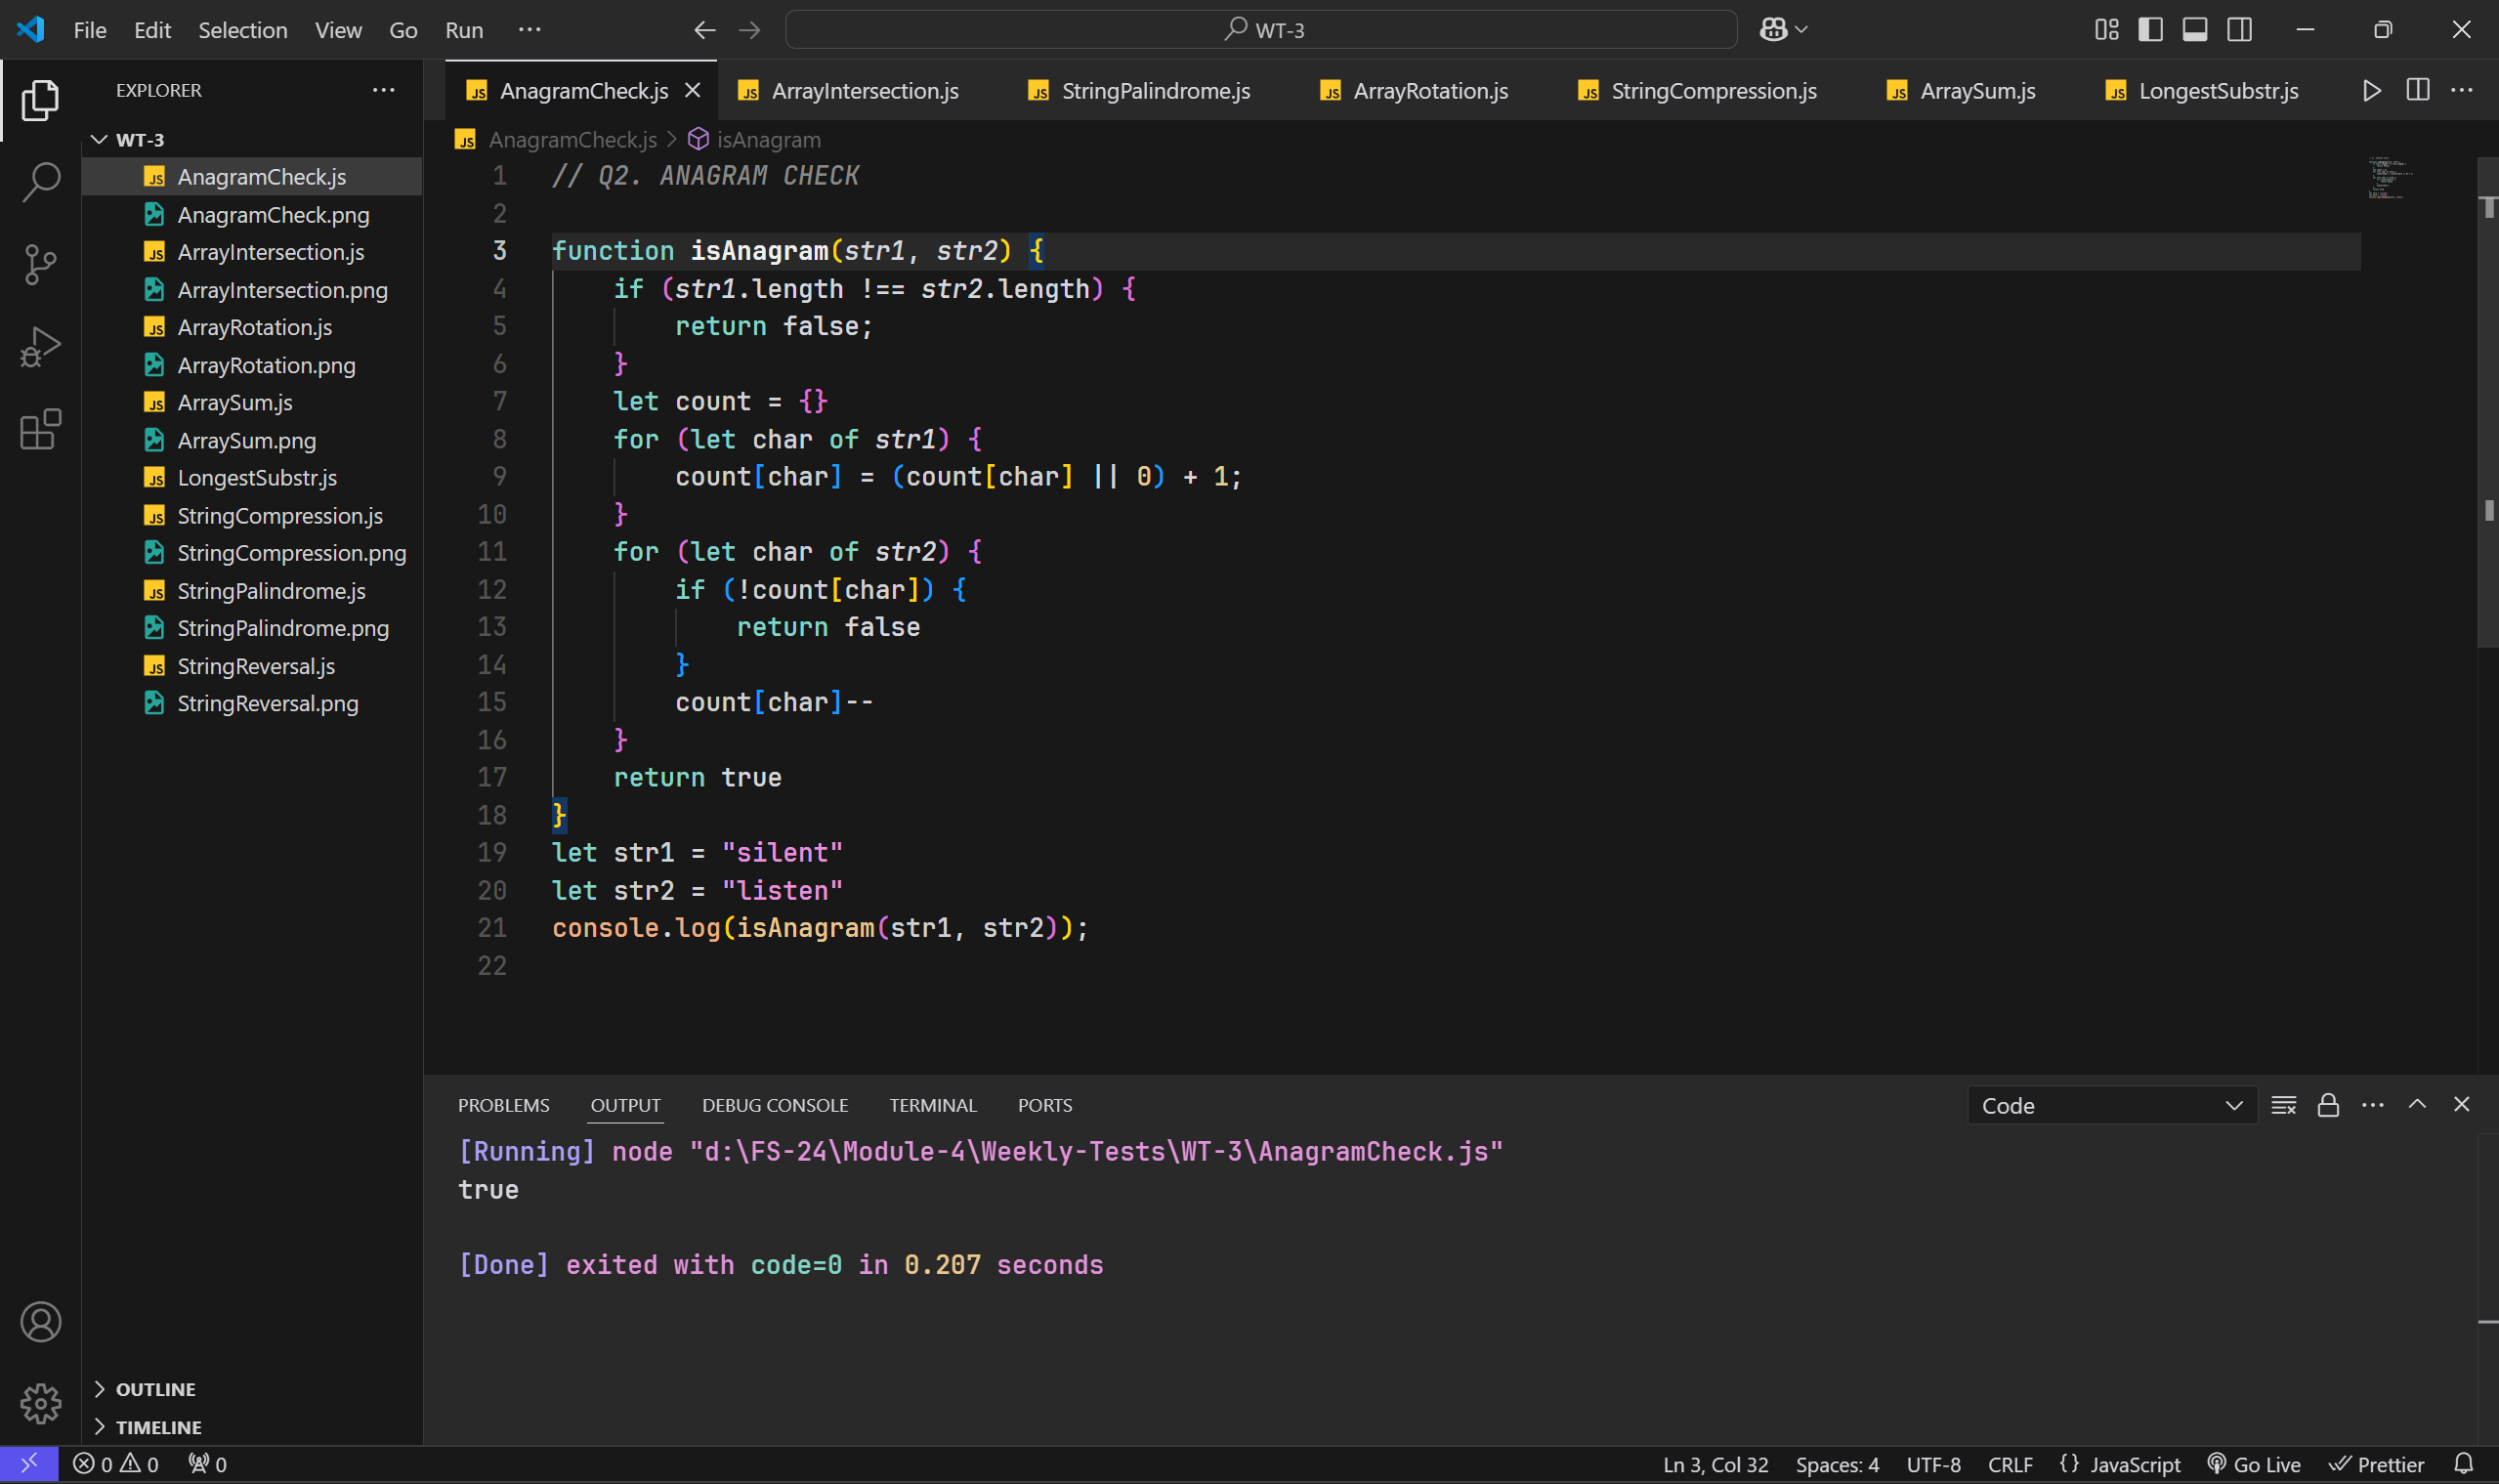 File Edit Selection View Go Run ···
WT-3
EXPLORER ···
WT-3
AnagramCheck.js
AnagramCheck.png
ArrayIntersection.js
ArrayIntersection.png
ArrayRotation.js
ArrayRotation.png
ArraySum.js
ArraySum.png
LongestSubstr.js
StringCompression.js
StringCompression.png
StringPalindrome.js
StringPalindrome.png
StringReversal.js
StringReversal.png
OUTLINE
TIMELINE
AnagramCheck.js ArrayIntersection.js StringPalindrome.js ArrayRotation.js StringCompression.js ArraySum.js LongestSubstr.js
AnagramCheck.js > isAnagram
1 // Q2. ANAGRAM CHECK
2
3 function isAnagram(str1, str2) {
4     if (str1.length !== str2.length) {
5         return false;
6     }
7     let count = {}
8     for (let char of str1) {
9         count[char] = (count[char] || 0) + 1;
10     }
11     for (let char of str2) {
12         if (!count[char]) {
13             return false
14         }
15         count[char]--
16     }
17     return true
18 }
19 let str1 = "silent"
20 let str2 = "listen"
21 console.log(isAnagram(str1, str2));
22
PROBLEMS OUTPUT DEBUG CONSOLE TERMINAL PORTS Code
[Running] node "d:\FS-24\Module-4\Weekly-Tests\WT-3\AnagramCheck.js"
true
[Done] exited with code=0 in 0.207 seconds
0 0 0 Ln 3, Col 32 Spaces: 4 UTF-8 CRLF {} JavaScript Go Live Prettier